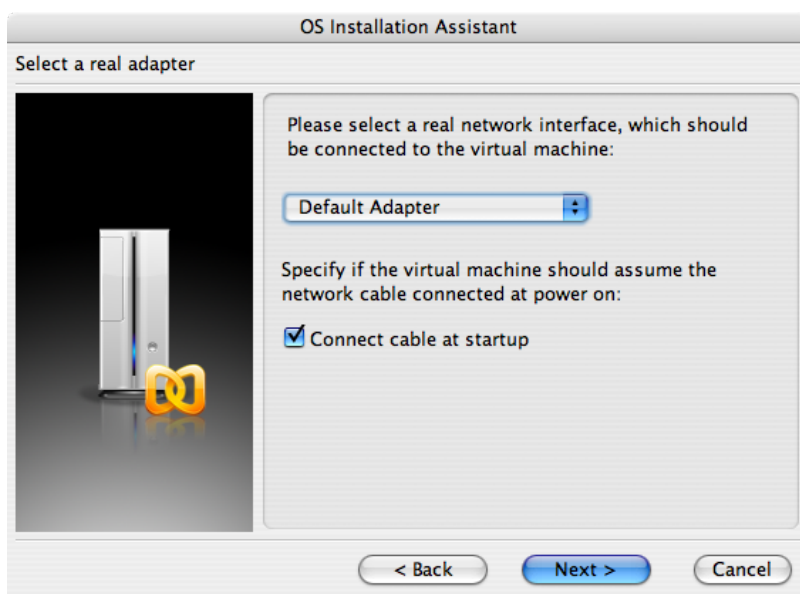 OS Installation Assistant
Select a real adapter
Please select a real network interface, which should
be connected to the virtual machine:
Default Adapter
Specify if the virtual machine should assume the
network cable connected at power on:
Connect cable at startup
< Back
Next >
Cancel